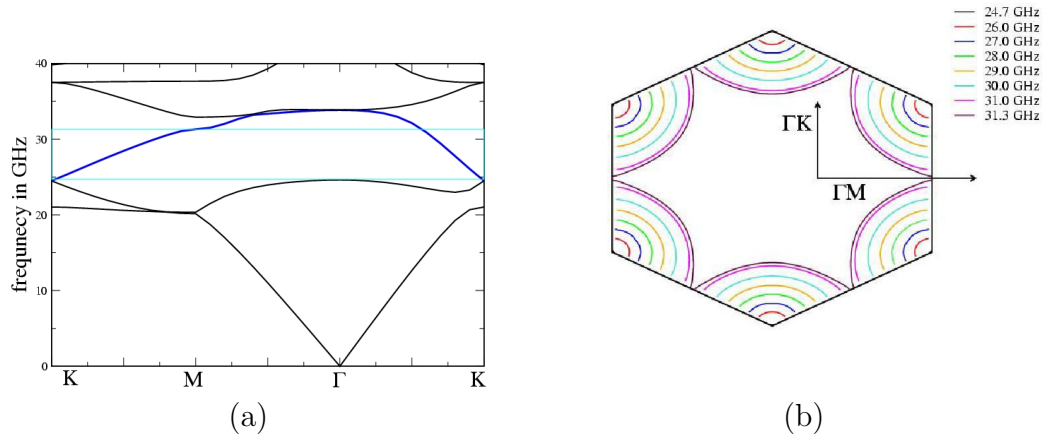 frequnecy in GHz
40
30
20
10
0
K
M
Γ
K
(a)
24.7 GHz
26.0 GHz
27.0 GHz
28.0 GHz
29.0 GHz
30.0 GHz
31.0 GHz
31.3 GHz
ΓK
ΓM
(b)